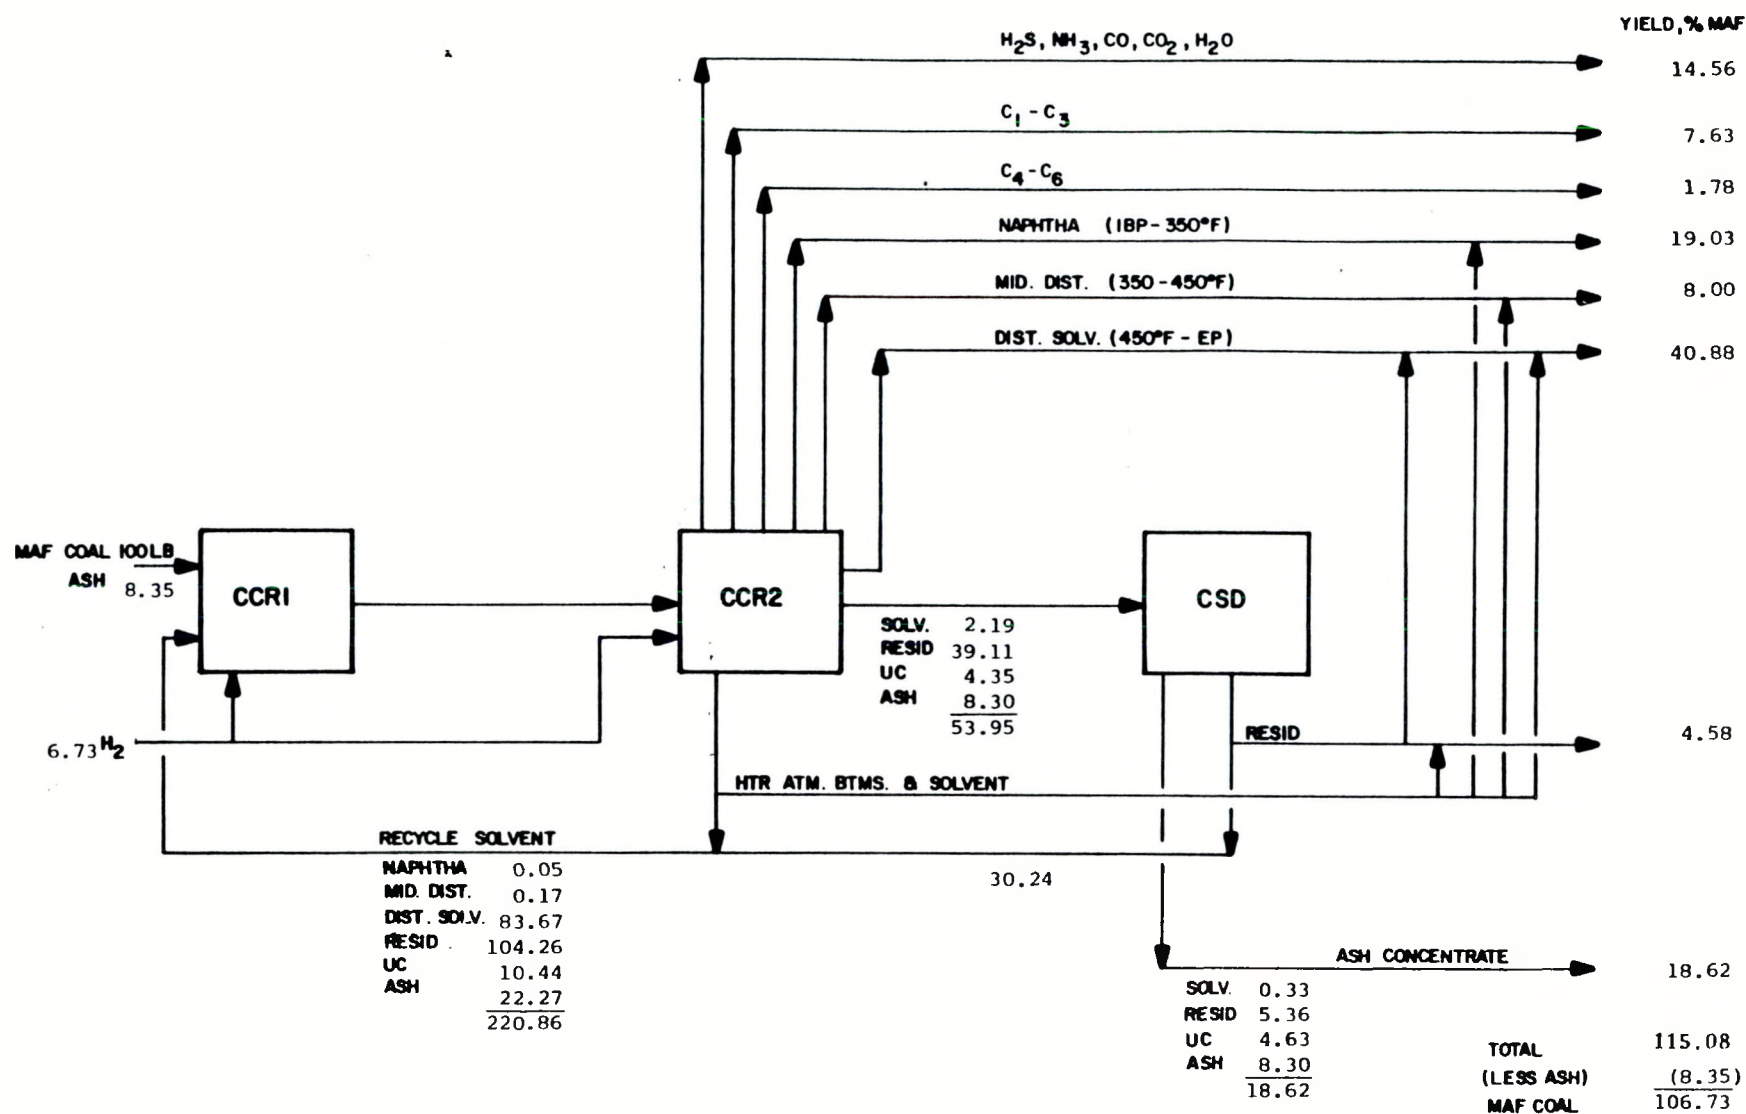 YIELD, % MAF
H2S, NH3, CO, CO2, H2O
14.56
C1 - C3
7.63
C4 - C6
1.78
NAPHTHA (IBP - 350°F)
19.03
MID. DIST. (350 - 450°F)
8.00
DIST. SOLV. (450°F - EP)
40.88
MAF COAL 100 LB
ASH 8.35
CCR1
CCR2
CSD
SOLV. 2.19
RESID 39.11
UC 4.35
ASH 8.30
53.95
6.73 H2
RESID
4.58
HTR ATM. BTMS. & SOLVENT
RECYCLE SOLVENT
NAPHTHA 0.05
MID. DIST. 0.17
DIST. SOLV. 83.67
RESID 104.26
UC 10.44
ASH 22.27
220.86
30.24
ASH CONCENTRATE
18.62
SOLV. 0.33
RESID 5.36
UC 4.63
ASH 8.30
18.62
TOTAL 115.08
(LESS ASH) (8.35)
MAF COAL 106.73